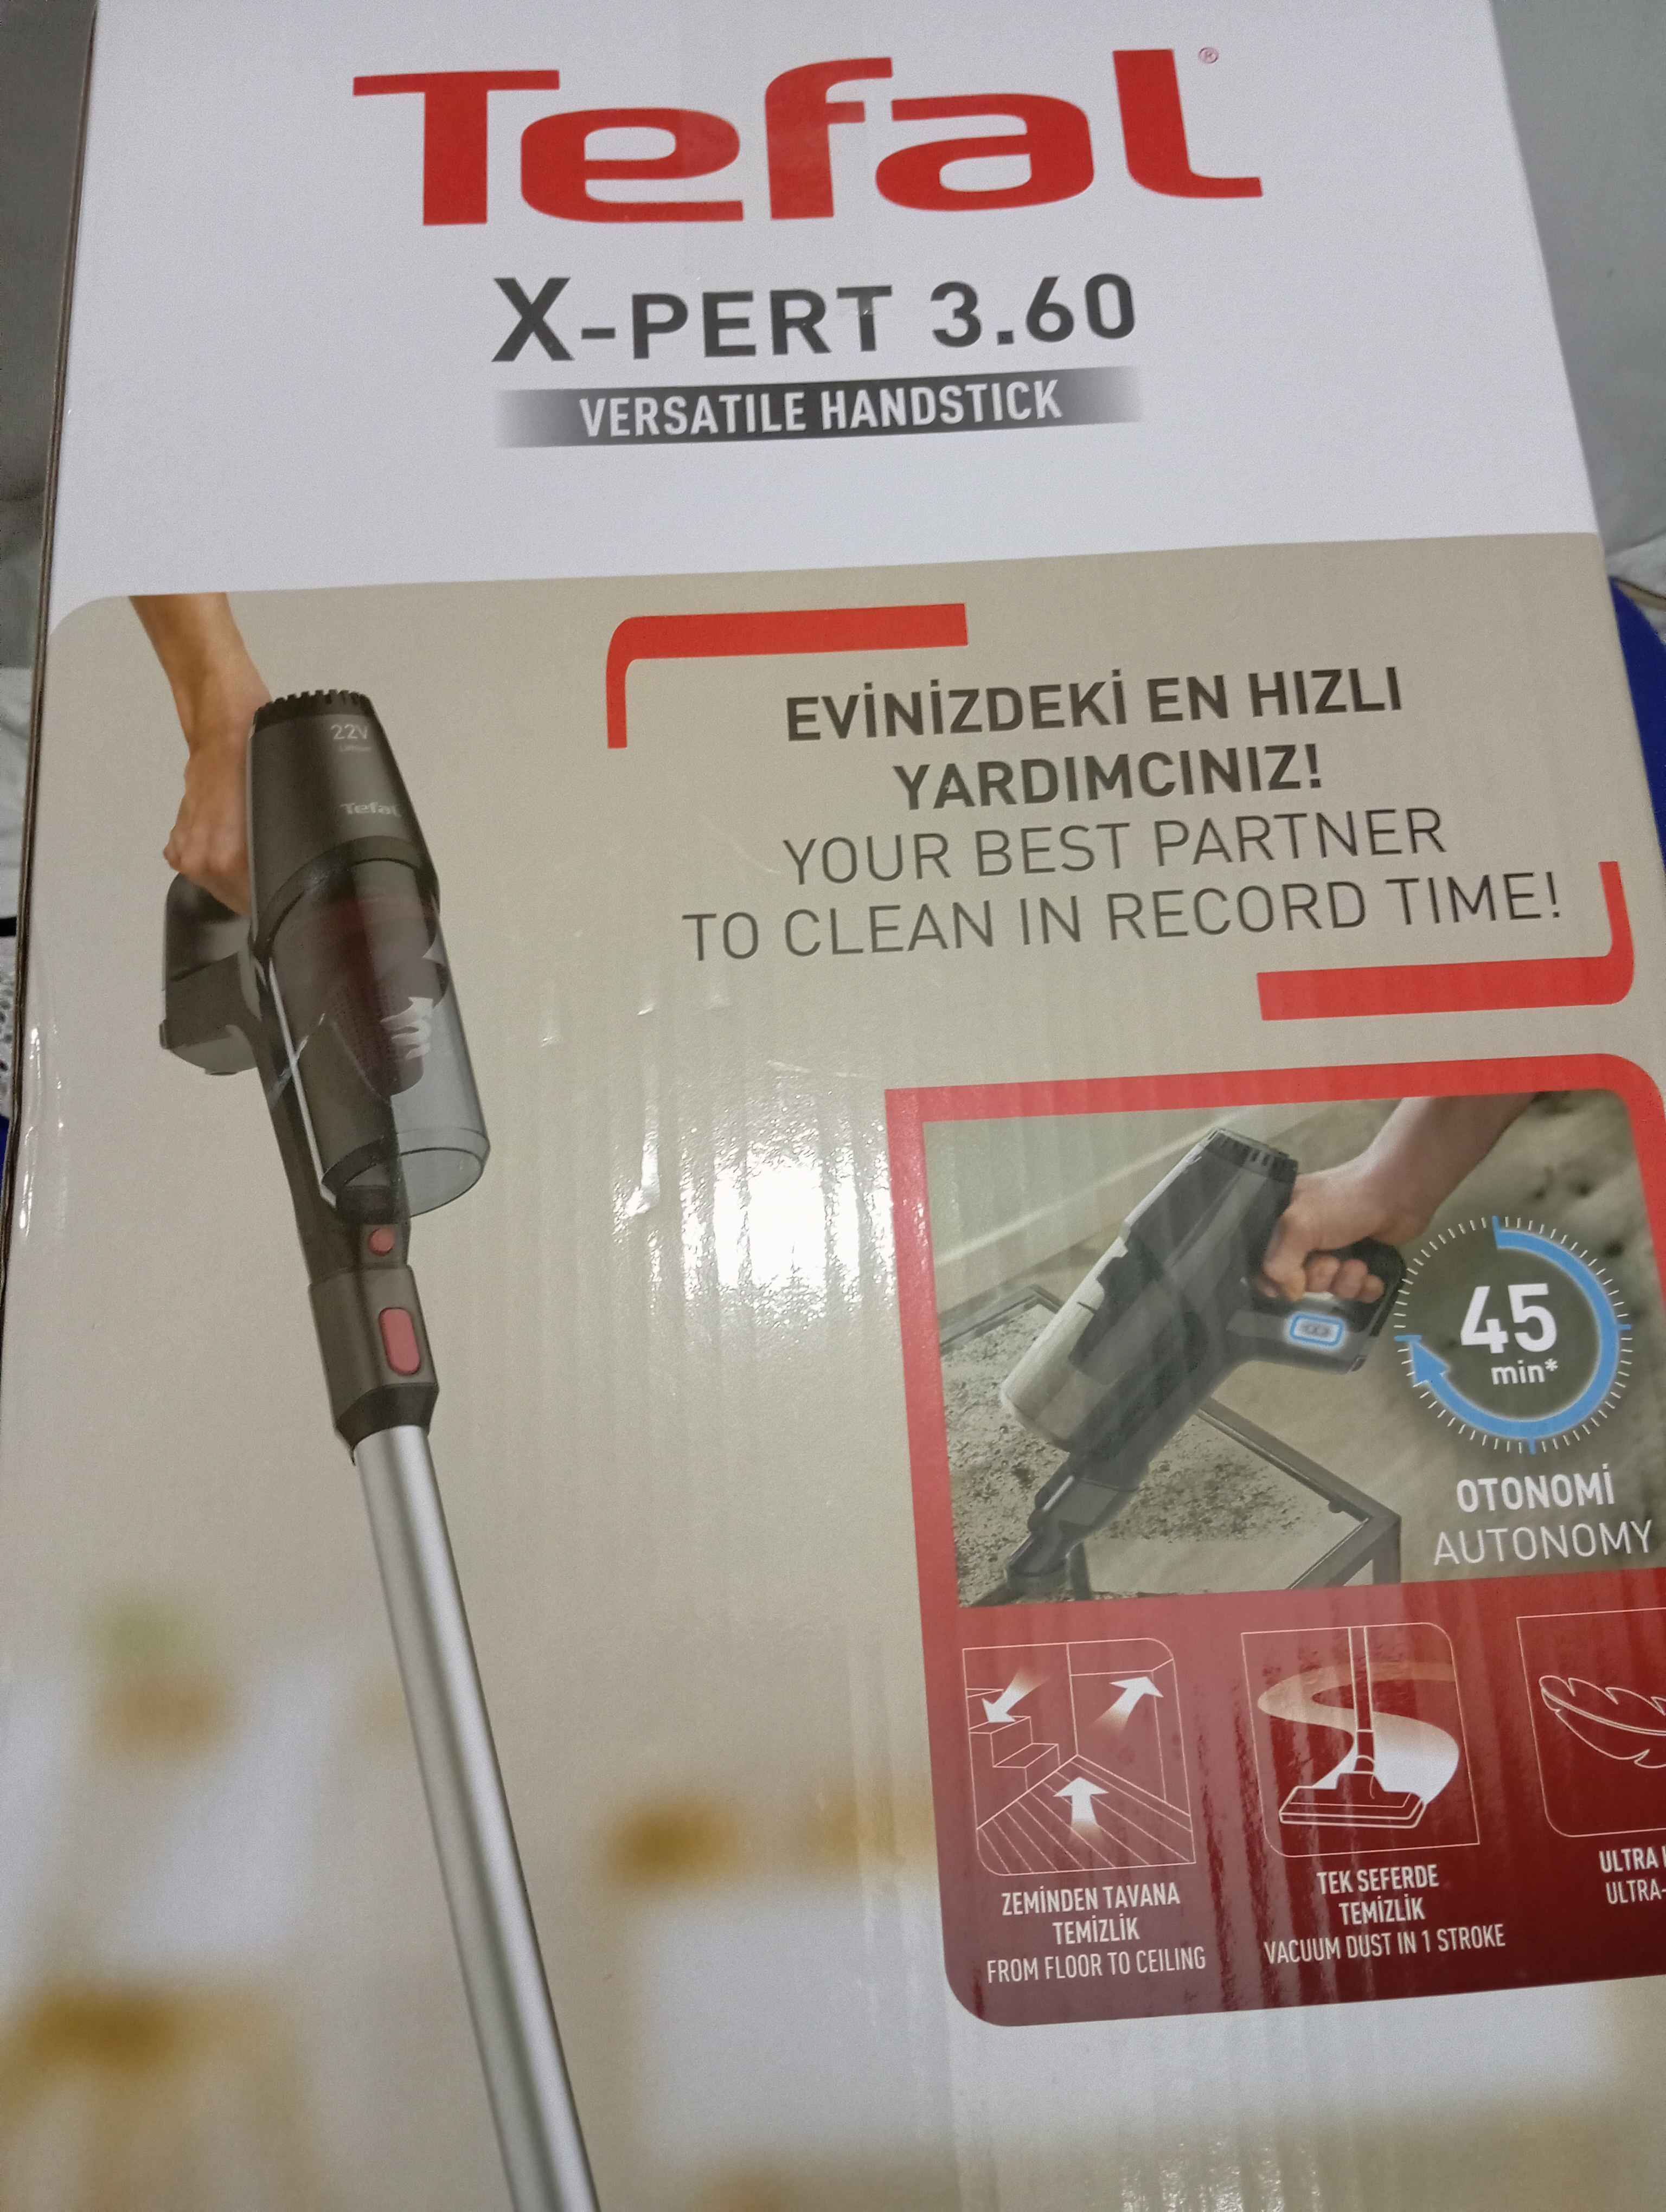 Tefal®
X-PERT 3.60
VERSATILE HANDSTICK
EVİNİZDEKİ EN HIZLI
YARDIMCINIZ!
YOUR BEST PARTNER
TO CLEAN IN RECORD TIME!
22V
Tefal
45
min*
OTONOMİ
AUTONOMY
ZEMİNDEN TAVANA
TEMİZLİK
FROM FLOOR TO CEILING
TEK SEFERDE
TEMİZLİK
VACUUM DUST IN 1 STROKE
ULTRA
ULTRA-